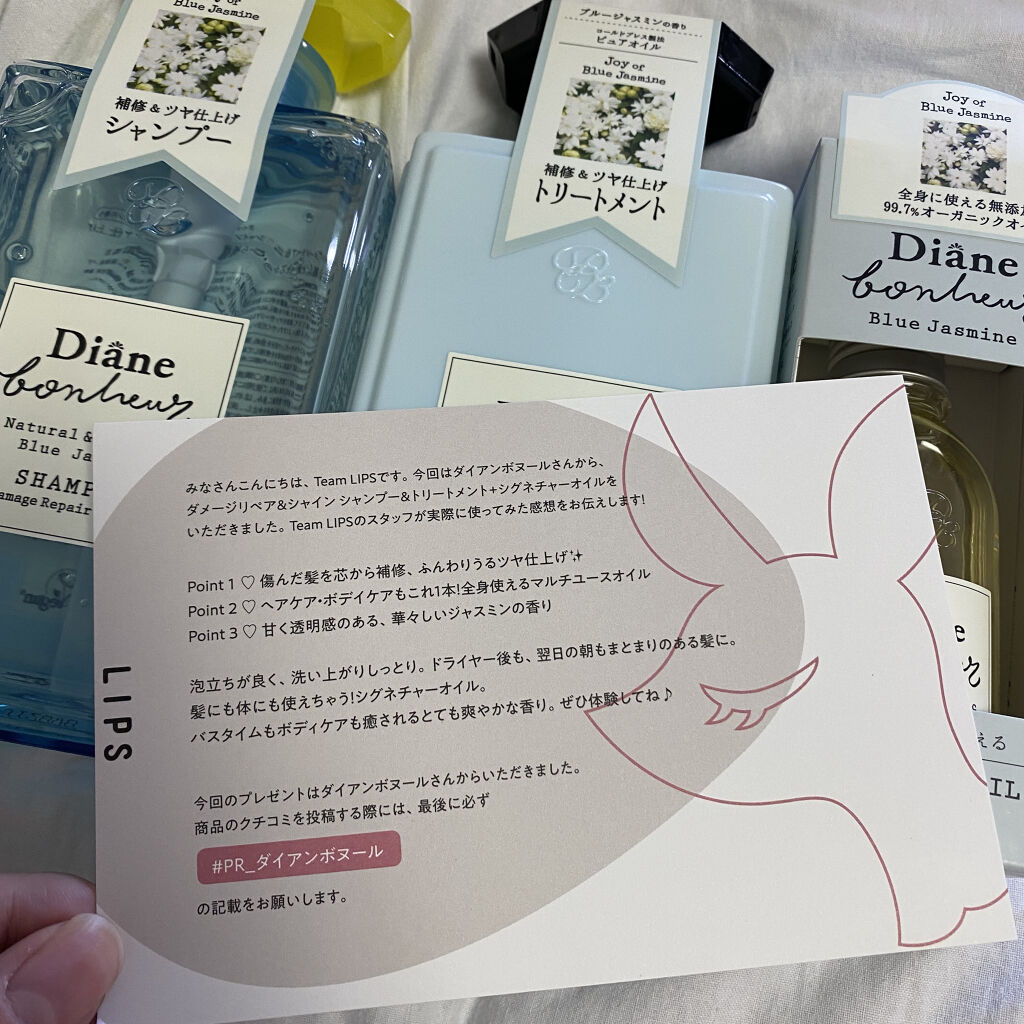 Joy of
Blue Jasmine
補修&ツヤ仕上げ
シャンプー
Diane
bonheur
Natural &
Blue Ja
SHAMP
amage Repair
ブルージャスミンの香り
コールドプレス製法
ピュアオイル
Joy of
Blue Jasmine
補修&ツヤ仕上げ
トリートメント
Joy of
Blue Jasmine
全身に使える無添加
99.7%オーガニックオイ
Diane
bonheur
Blue Jasmine
みなさんこんにちは、Team LIPSです。今回はダイアンボヌールさんから、
ダメージリペア&シャイン シャンプー&トリートメント+シグネチャーオイルを
いただきました。Team LIPSのスタッフが実際に使ってみた感想をお伝えします!
Point 1 ♡ 傷んだ髪を芯から補修、ふんわりうるツヤ仕上げ✨
Point 2 ♡ ヘアケア・ボディケアもこれ1本!全身使えるマルチユースオイル
Point 3 ♡ 甘く透明感のある、華々しいジャスミンの香り
泡立ちが良く、洗い上がりしっとり。ドライヤー後も、翌日の朝もまとまりのある髪に。
髪にも体にも使えちゃう!シグネチャーオイル。
バスタイムもボディケアも癒されるとても爽やかな香り。ぜひ体験してね♪
今回のプレゼントはダイアンボヌールさんからいただきました。
商品のクチコミを投稿する際には、最後に必ず
#PR_ダイアンボヌール
の記載をお願いします。
LIPS
える
IL